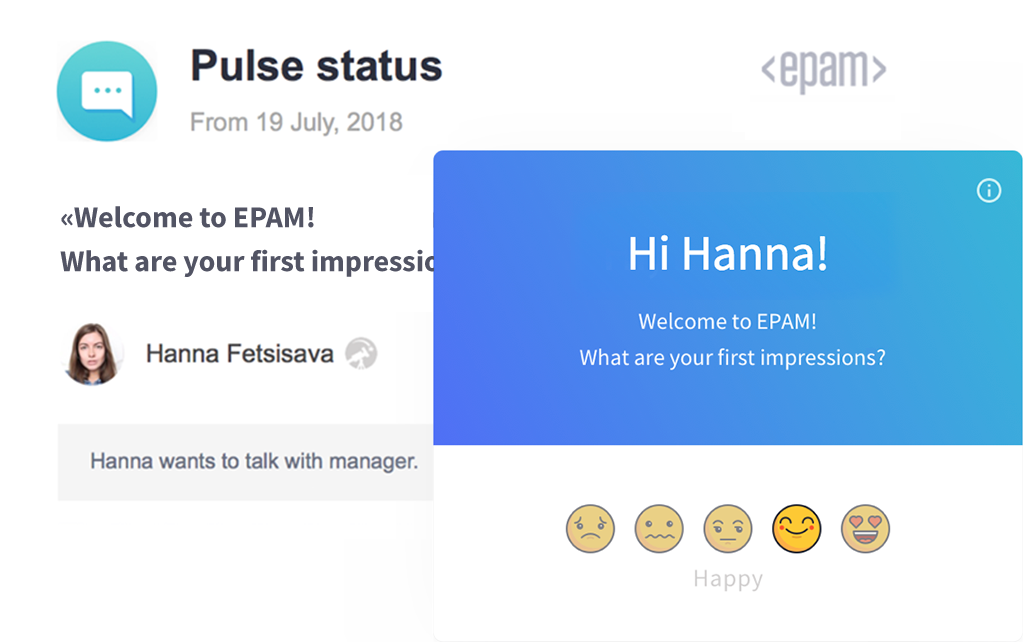 Pulse status
From 19 July, 2018
<epam>
«Welcome to EPAM!
What are your first impressio
Hanna Fetsisava
Hanna wants to talk with manager.
Hi Hanna!
Welcome to EPAM!
What are your first impressions?
Happy